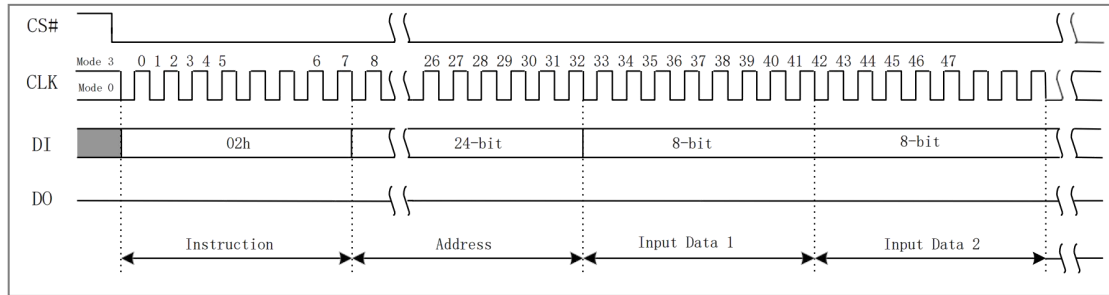 CS#
Mode 3 0 1 2 3 4 5 6 7 8 26 27 28 29 30 31 32 33 34 35 36 37 38 39 40 41 42 43 44 45 46 47
CLK Mode 0
DI 02h 24-bit 8-bit 8-bit
DO
Instruction Address Input Data 1 Input Data 2